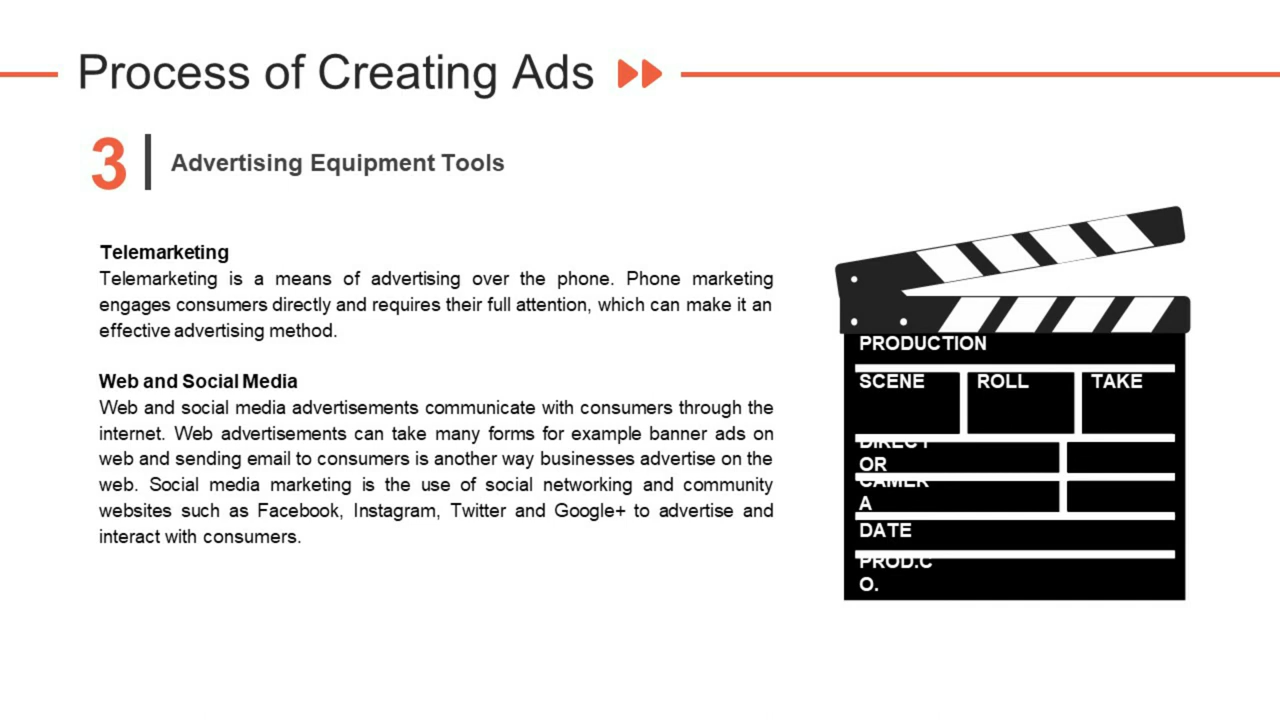 Process of Creating Ads
3
Advertising Equipment Tools
Telemarketing
Telemarketing is a means of advertising over the phone. Phone marketing
engages consumers directly and requires their full attention, which can make it an
effective advertising method.
Web and Social Media
Web and social media advertisements communicate with consumers through the
internet. Web advertisements can take many forms for example banner ads on
web and sending email to consumers is another way businesses advertise on the
web. Social media marketing is the use of social networking and community
websites such as Facebook, Instagram, Twitter and Google+ to advertise and
interact with consumers.
PRODUCTION
SCENE ROLL TAKE
DIRECT
OR
CAMER
A
DATE
PROD.C
O.